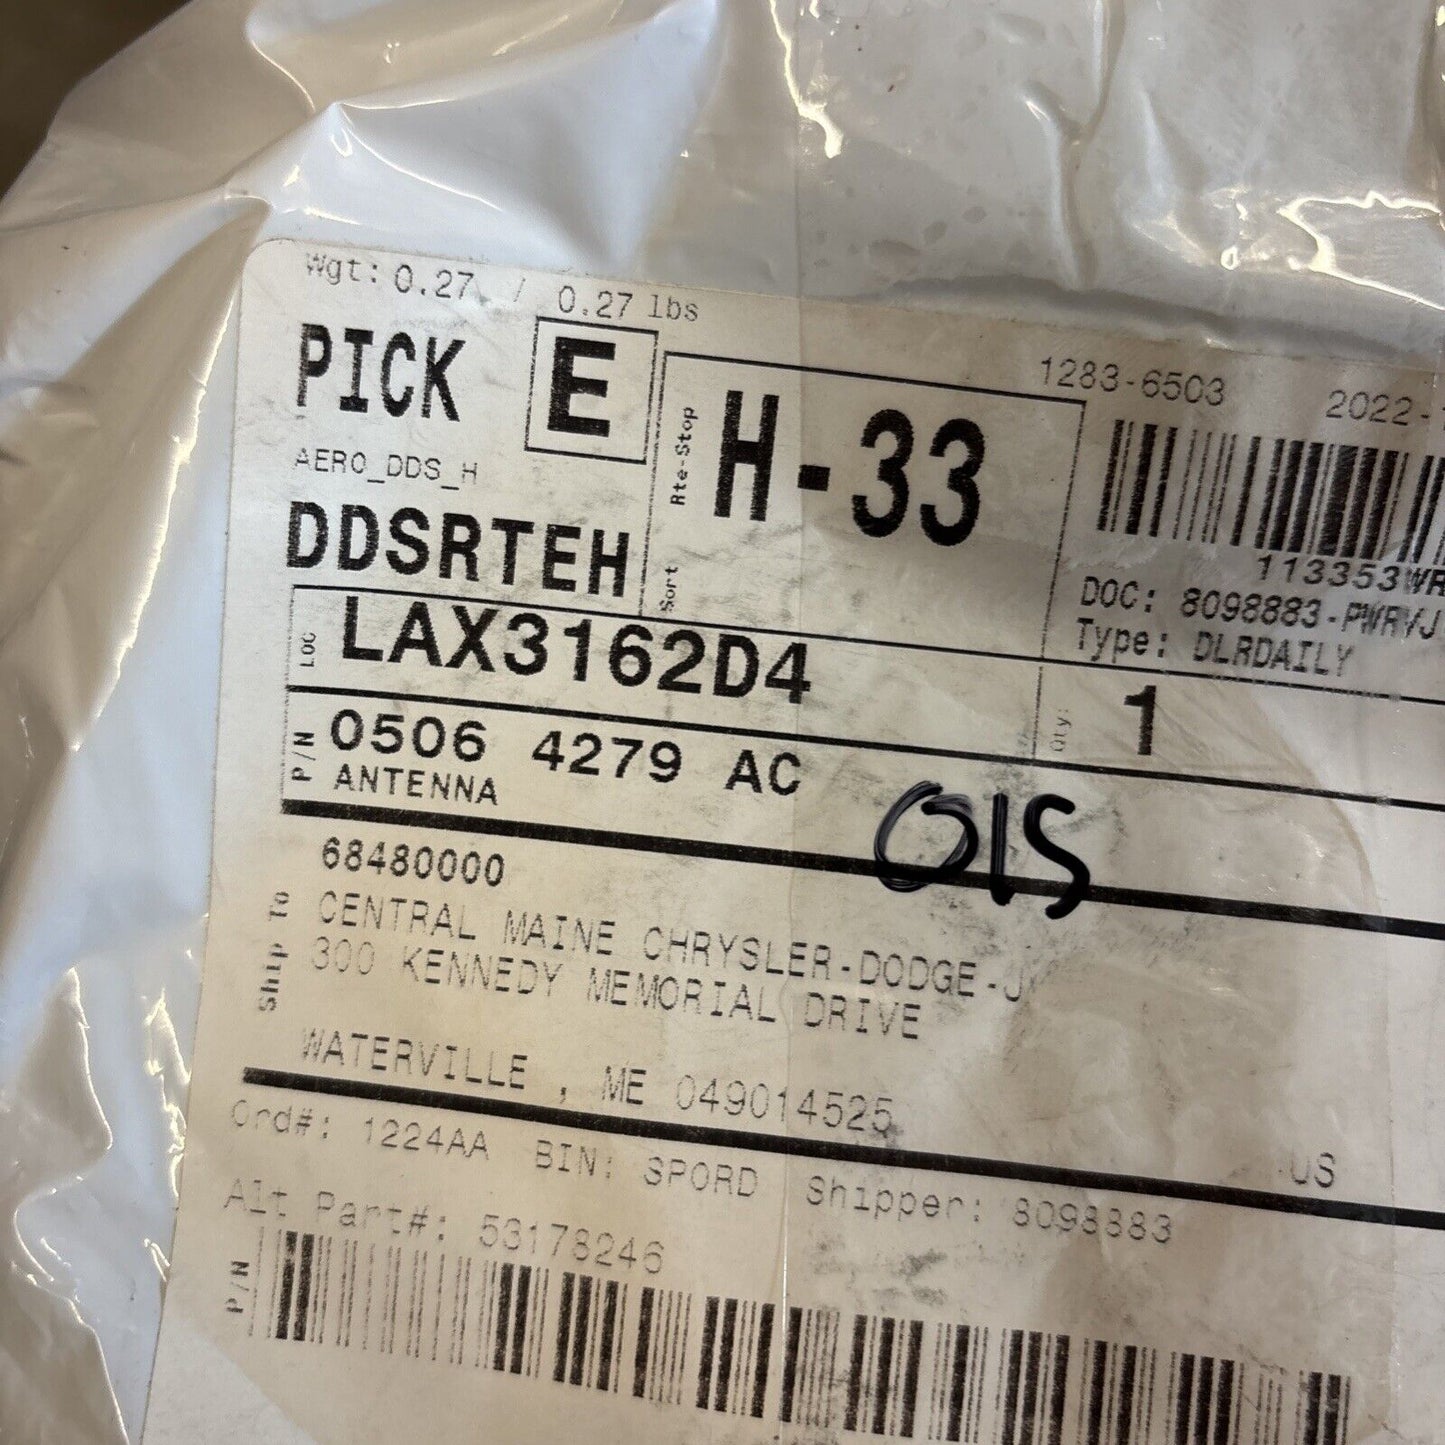 Wgt: 0.27 / 0.27 lbs
PICK E
AERO_DDS_H
DDSRTEH
Rte-Stop
Sort
H-33
1283-6503 2022-
113353WR
DOC: 8098883-PWRVJ
Type: DLRDAILY
LOC LAX3162D4
P/N 0506 4279 AC
ANTENNA
Qty: 1
015
68480000
Ship To
CENTRAL MAINE CHRYSLER-DODGE-J
300 KENNEDY MEMORIAL DRIVE
WATERVILLE , ME 049014525
US
Ord#: 1224AA BIN: SPORD Shipper: 8098883
Alt Part#: 53178246
P/N